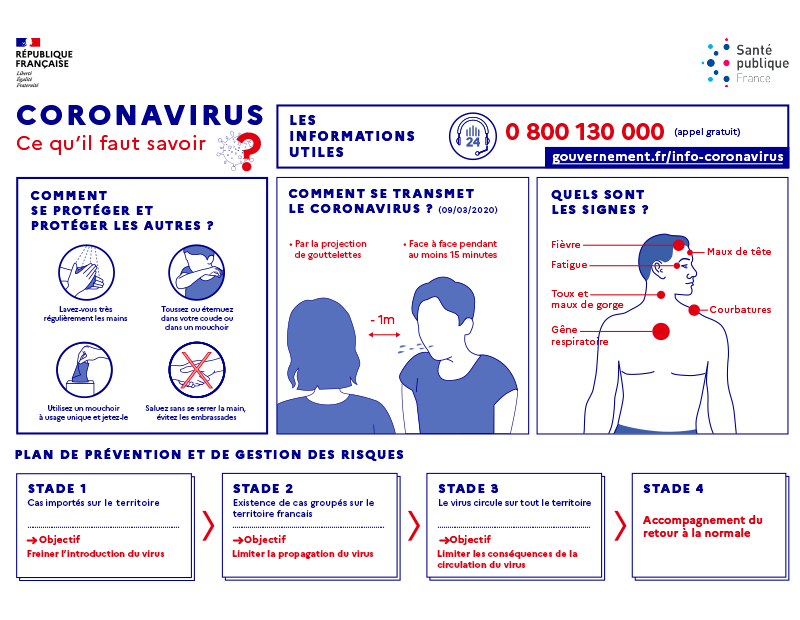 RÉPUBLIQUE
FRANÇAISE
Liberté
Égalité
Fraternité
Santé
publique
France
CORONAVIRUS
Ce qu'il faut savoir
?
LES
INFORMATIONS
UTILES
24
0 800 130 000 (appel gratuit)
gouvernement.fr/info-coronavirus
COMMENT
SE PROTÉGER ET
PROTÉGER LES AUTRES ?
Lavez-vous très
régulièrement les mains
Toussez ou éternuez
dans votre coude ou
dans un mouchoir
Utilisez un mouchoir
à usage unique et jetez-le
Saluez sans se serrer la main,
évitez les embrassades
COMMENT SE TRANSMET
LE CORONAVIRUS ? (09/03/2020)
• Par la projection
de gouttelettes
• Face à face pendant
au moins 15 minutes
- 1m
QUELS SONT
LES SIGNES ?
Fièvre
Maux de tête
Fatigue
Toux et
maux de gorge
Courbatures
Gêne
respiratoire
PLAN DE PRÉVENTION ET DE GESTION DES RISQUES
STADE 1
Cas importés sur le territoire
Objectif
Freiner l'introduction du virus
STADE 2
Existence de cas groupés sur le
territoire francais
Objectif
Limiter la propagation du virus
STADE 3
Le virus circule sur tout le territoire
Objectif
Limiter les conséquences de la
circulation du virus
STADE 4
Accompagnement du
retour à la normale